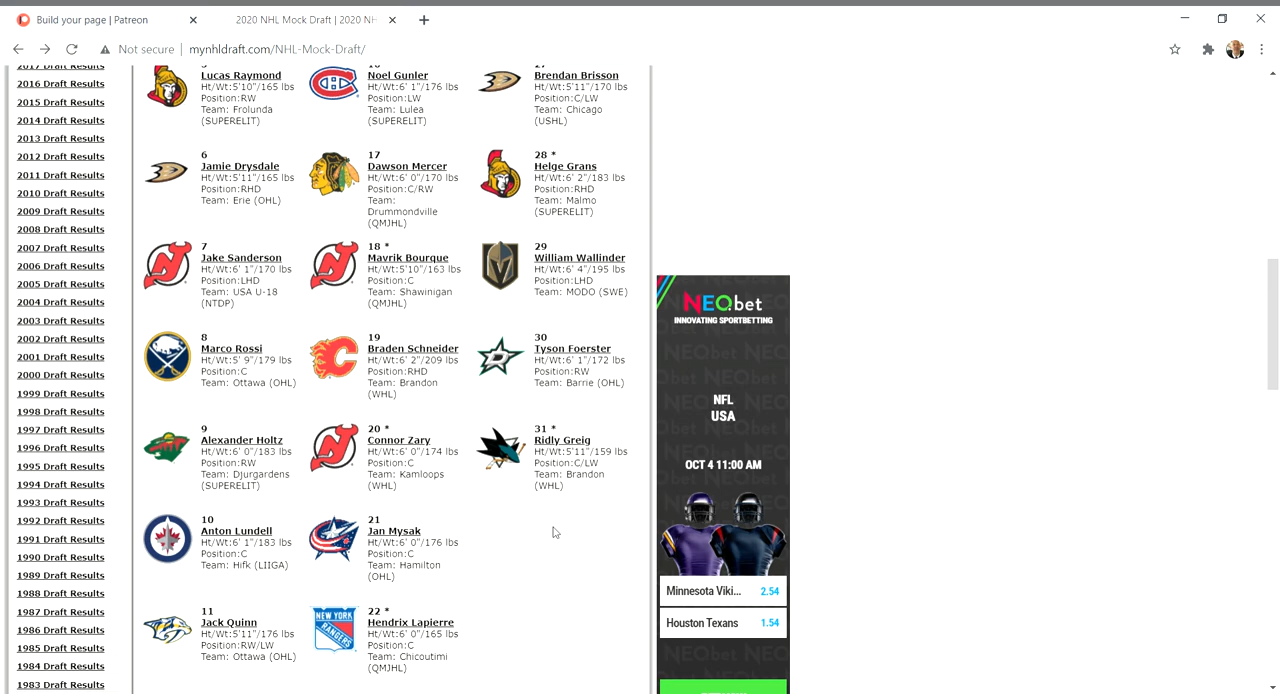 Build your page | Patreon
2020 NHL Mock Draft | 2020 NH
Not secure
mynhldraft.com/NHL-Mock-Draft/
2017 Draft Results
2016 Draft Results
2015 Draft Results
2014 Draft Results
2013 Draft Results
2012 Draft Results
2011 Draft Results
2010 Draft Results
2009 Draft Results
2008 Draft Results
2007 Draft Results
2006 Draft Results
2005 Draft Results
2004 Draft Results
2003 Draft Results
2002 Draft Results
2001 Draft Results
2000 Draft Results
1999 Draft Results
1998 Draft Results
1997 Draft Results
1996 Draft Results
1995 Draft Results
1994 Draft Results
1993 Draft Results
1992 Draft Results
1991 Draft Results
1990 Draft Results
1989 Draft Results
1988 Draft Results
1987 Draft Results
1986 Draft Results
1985 Draft Results
1984 Draft Results
1983 Draft Results
Lucas Raymond
Ht/Wt:5'10"/165 lbs
Position:RW
Team: Frolunda
(SUPERELIT)
6
Jamie Drysdale
Ht/Wt:5'11"/165 lbs
Position:RHD
Team: Erie (OHL)
7
Jake Sanderson
Ht/Wt:6' 1"/170 lbs
Position:LHD
Team: USA U-18
(NTDP)
8
Marco Rossi
Ht/Wt:5' 9"/179 lbs
Position:C
Team: Ottawa (OHL)
9
Alexander Holtz
Ht/Wt:6' 0"/183 lbs
Position:RW
Team: Djurgardens
(SUPERELIT)
10
Anton Lundell
Ht/Wt:6' 1"/183 lbs
Position:C
Team: Hifk (LIIGA)
11
Jack Quinn
Ht/Wt:5'11"/176 lbs
Position:RW/LW
Team: Ottawa (OHL)
Noel Gunler
Ht/Wt:6' 1"/176 lbs
Position:LW
Team: Lulea
(SUPERELIT)
17
Dawson Mercer
Ht/Wt:6' 0"/170 lbs
Position:C/RW
Team:
Drummondville
(QMJHL)
18 *
Mavrik Bourque
Ht/Wt:5'10"/163 lbs
Position:C
Team: Shawinigan
(QMJHL)
19
Braden Schneider
Ht/Wt:6' 2"/209 lbs
Position:RHD
Team: Brandon
(WHL)
20 *
Connor Zary
Ht/Wt:6' 0"/174 lbs
Position:C
Team: Kamloops
(WHL)
21
Jan Mysak
Ht/Wt:6' 0"/176 lbs
Position:C
Team: Hamilton
(OHL)
22 *
Hendrix Lapierre
Ht/Wt:6' 0"/165 lbs
Position:C
Team: Chicoutimi
(QMJHL)
NEW YORK
RANGERS
Brendan Brisson
Ht/Wt:5'11"/170 lbs
Position:C/LW
Team: Chicago
(USHL)
28 *
Helge Grans
Ht/Wt:6' 2"/183 lbs
Position:RHD
Team: Malmo
(SUPERELIT)
29
William Wallinder
Ht/Wt:6' 4"/195 lbs
Position:LHD
Team: MODO (SWE)
30
Tyson Foerster
Ht/Wt:6' 1"/172 lbs
Position:RW
Team: Barrie (OHL)
31 *
Ridly Greig
Ht/Wt:5'11"/159 lbs
Position:C/LW
Team: Brandon
(WHL)
NEO.bet
INNOVATING SPORTBETTING
NFL
USA
OCT 4 11:00 AM
Minnesota Viki... 2.54
Houston Texans 1.54